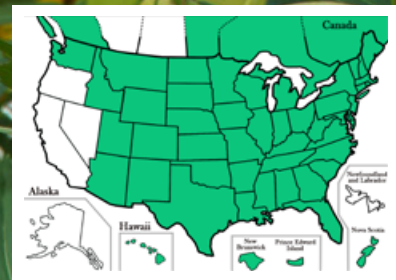 Canada
Alaska
Hawaii
New
Brunswick
Prince Edward
Island
Newfoundland
and Labrador
Nova Scotia